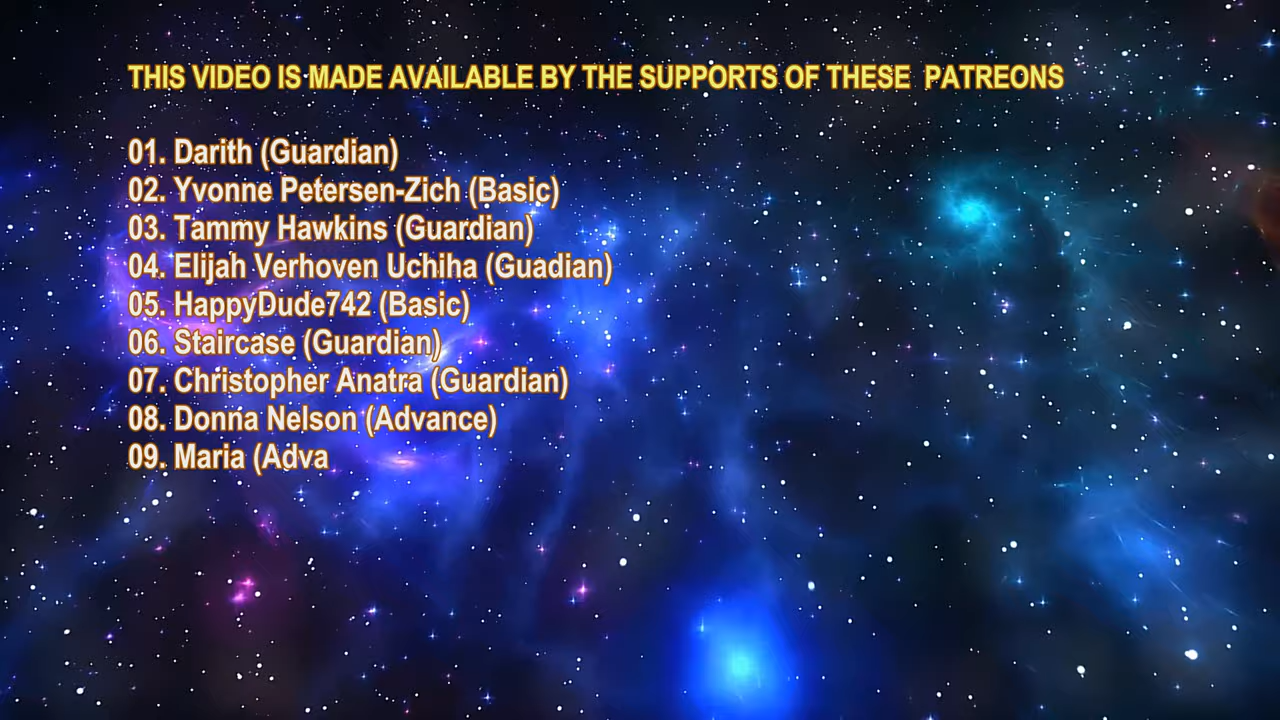 THIS VIDEO IS MADE AVAILABLE BY THE SUPPORTS OF THESE  PATREONS
01. Darith (Guardian)
02. Yvonne Petersen-Zich (Basic)
03. Tammy Hawkins (Guardian)
04. Elijah Verhoven Uchiha (Guadian)
05. HappyDude742 (Basic)
06. Staircase (Guardian)
07. Christopher Anatra (Guardian)
08. Donna Nelson (Advance)
09. Maria (Adva